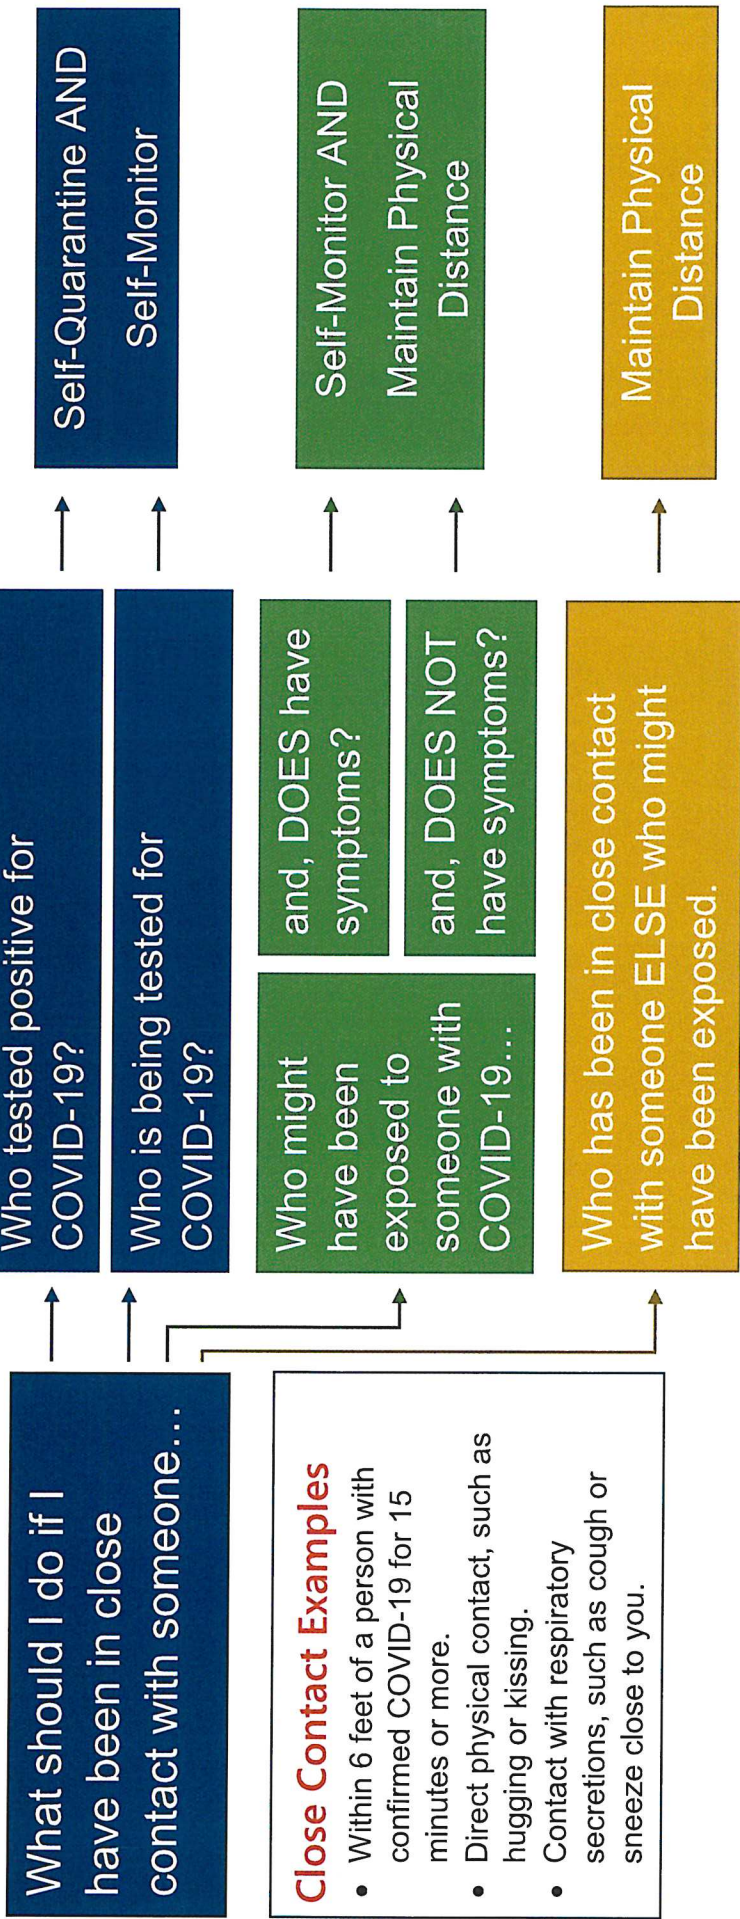 What should I do if I
have been in close
contact with someone…
Who tested positive for
COVID-19?
Who is being tested for
COVID-19?
Self-Quarantine AND
Self-Monitor
Who might
have been
exposed to
someone with
COVID-19…
and, DOES have
symptoms?
and, DOES NOT
have symptoms?
Self-Monitor AND
Maintain Physical
Distance
Who has been in close contact
with someone ELSE who might
have been exposed.
Maintain Physical
Distance
Close Contact Examples
• Within 6 feet of a person with
confirmed COVID-19 for 15
minutes or more.
• Direct physical contact, such as
hugging or kissing.
• Contact with respiratory
secretions, such as cough or
sneeze close to you.